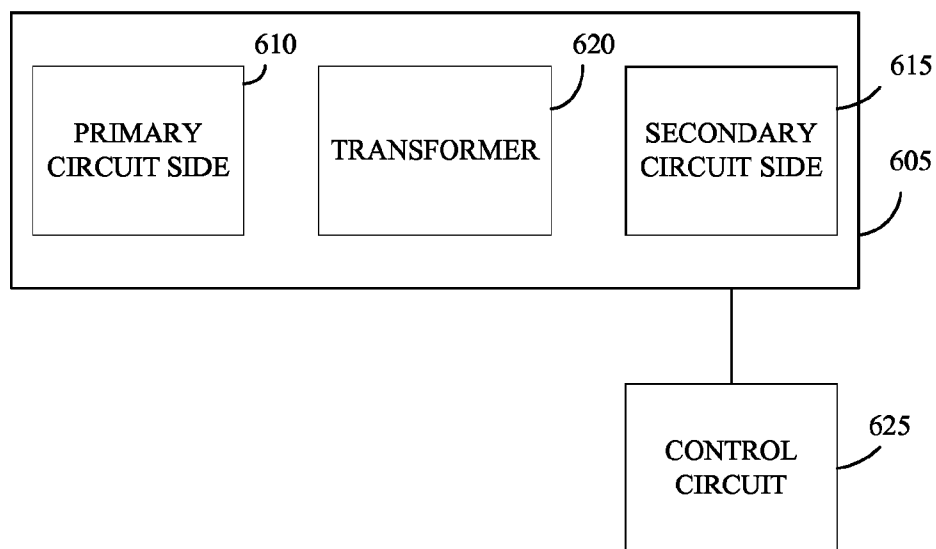 610
620
615
PRIMARY
CIRCUIT SIDE
TRANSFORMER
SECONDARY
CIRCUIT SIDE
605
625
CONTROL
CIRCUIT